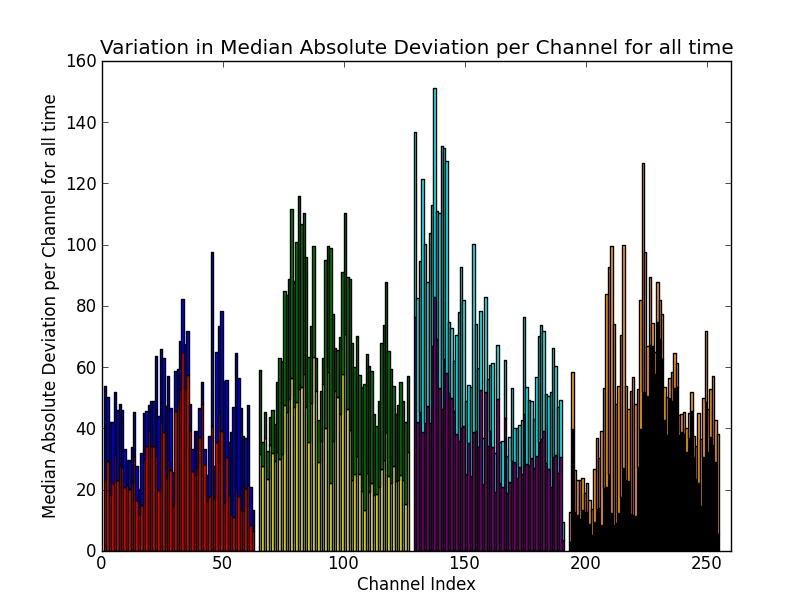 Variation in Median Absolute Deviation per Channel for all time
Median Absolute Deviation per Channel for all time
160
140
120
100
80
60
40
20
0
0 50 100 150 200 250
Channel Index